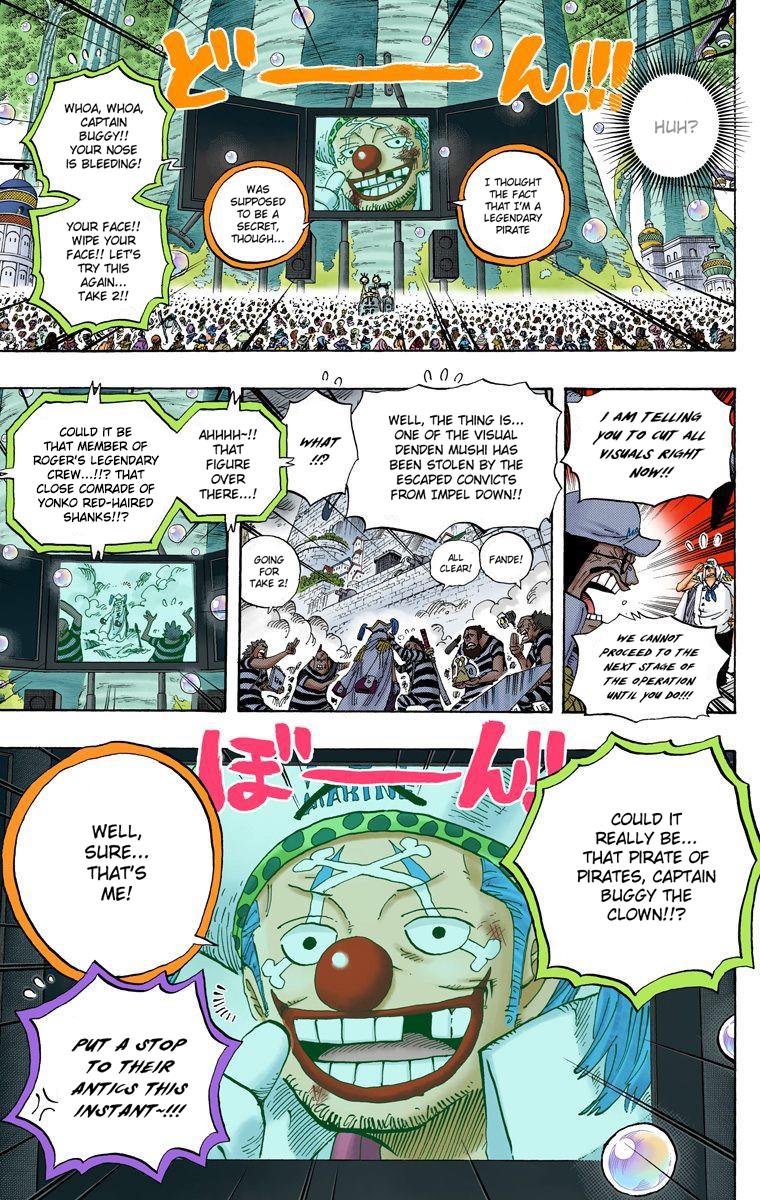 どーん!!!
HUH?
I THOUGHT
THE FACT
THAT I'M A
LEGENDARY
PIRATE
WAS
SUPPOSED
TO BE A
SECRET,
THOUGH...
WHOA, WHOA,
CAPTAIN
BUGGY!!
YOUR NOSE
IS BLEEDING!
YOUR FACE!!
WIPE YOUR
FACE!! LET'S
TRY THIS
AGAIN...
TAKE 2!!
I AM TELLING
YOU TO CUT ALL
VISUALS RIGHT
NOW!!
WE CANNOT
PROCEED TO THE
NEXT STAGE OF
THE OPERATION
UNTIL YOU DO!!!
WELL, THE THING IS...
ONE OF THE VISUAL
DENDEN MUSHI HAS
BEEN STOLEN BY THE
ESCAPED CONVICTS
FROM IMPEL DOWN!!
WHAT
!!?
FANDE!
ALL
CLEAR!
GOING
FOR
TAKE 2!
AHHHH~!!
THAT
FIGURE
OVER
THERE...!
COULD IT BE
THAT MEMBER OF
ROGER'S LEGENDARY
CREW...!!? THAT
CLOSE COMRADE OF
YONKO RED-HAIRED
SHANKS!!?
ぼーん!!
COULD IT
REALLY BE...
THAT PIRATE OF
PIRATES, CAPTAIN
BUGGY THE
CLOWN!!?
MARINE
WELL,
SURE...
THAT'S
ME!
PUT A STOP
TO THEIR
ANTICS THIS
INSTANT~!!!